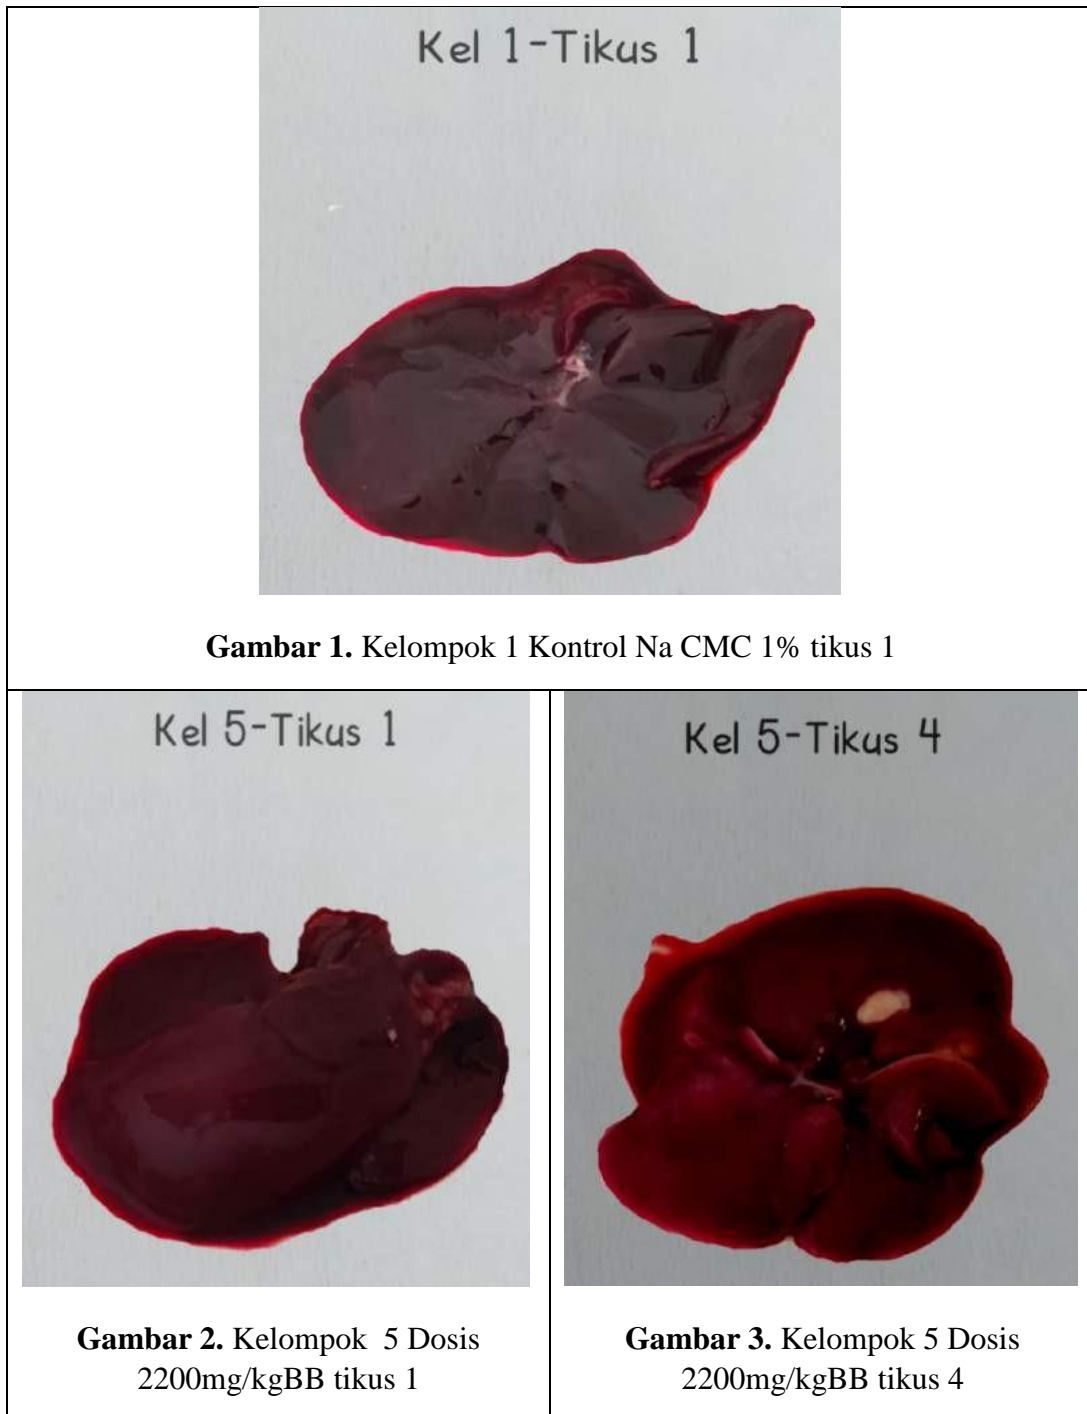 Kel 1-Tikus 1
Gambar 1. Kelompok 1 Kontrol Na CMC 1% tikus 1
Kel 5-Tikus 1
Gambar 2. Kelompok 5 Dosis
2200mg/kgBB tikus 1
Kel 5-Tikus 4
Gambar 3. Kelompok 5 Dosis
2200mg/kgBB tikus 4